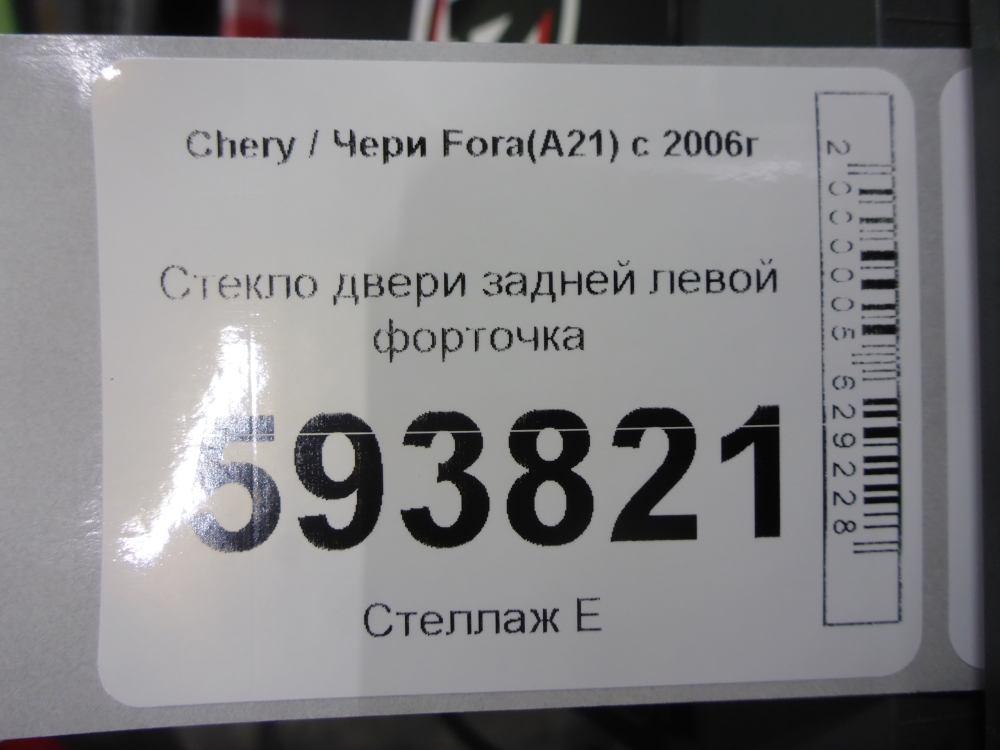 Chery / Чери Fora(A21) с 2006г
Стекло двери задней левой
форточка
593821
Стеллаж Е
2000005629228